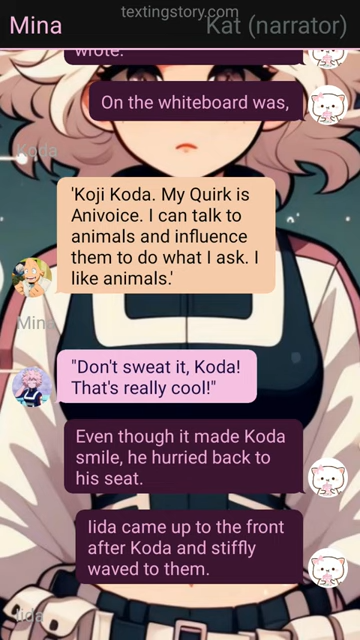 textingstory.com
Mina
Kat (narrator)
wrote.
On the whiteboard was,
Koda
'Koji Koda. My Quirk is
Anivoice. I can talk to
animals and influence
them to do what I ask. I
like animals.'
Mina
"Don't sweat it, Koda!
That's really cool!"
Even though it made Koda
smile, he hurried back to
his seat.
Iida came up to the front
after Koda and stiffly
waved to them.
Iida